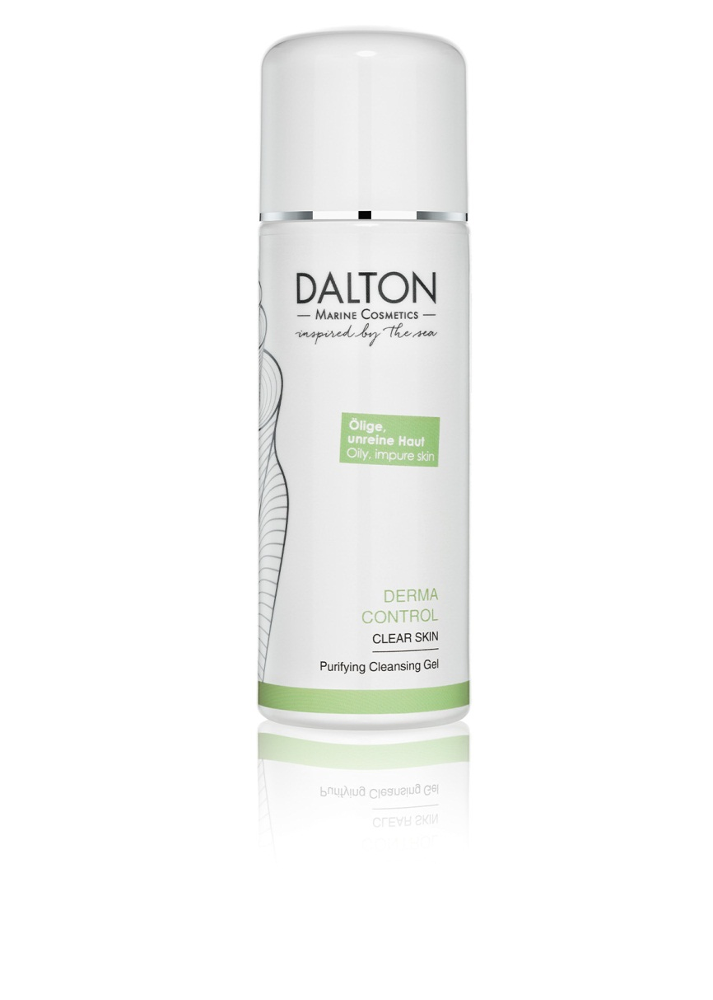 DALTON
— MARINE COSMETICS —
inspired by the sea
Ölige,
unreine Haut
Oily, impure skin
DERMA
CONTROL
CLEAR SKIN
Purifying Cleansing Gel